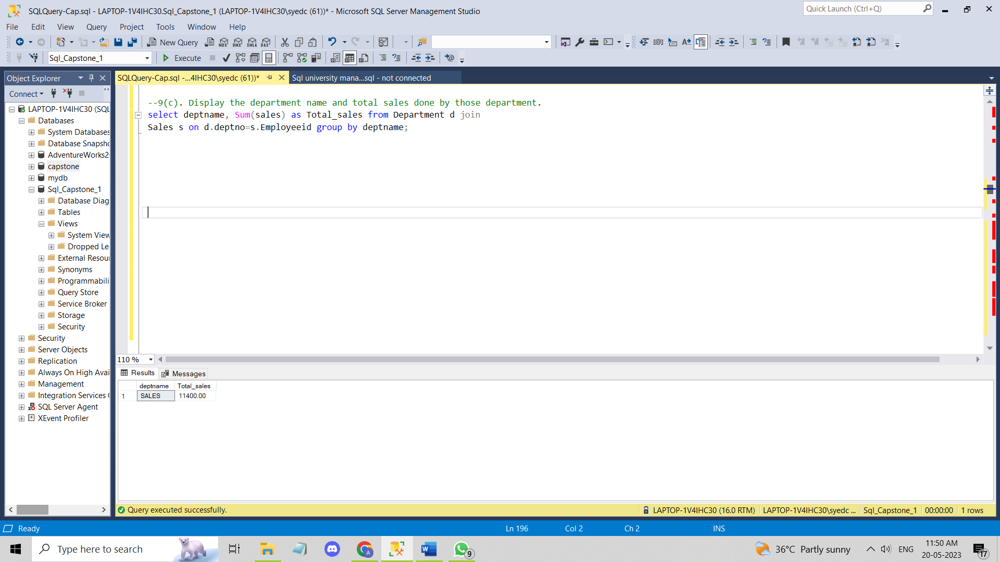 SQLQuery-Cap.sql - LAPTOP-1V4IHC30.Sql_Capstone_1 (LAPTOP-1V4IHC30\syedc (61))* - Microsoft SQL Server Management Studio
Quick Launch (Ctrl+Q)
File Edit View Query Project Tools Window Help
New Query MDX DMX XMLA DAX
Sql_Capstone_1 Execute
Object Explorer
SQLQuery-Cap.sql -...4IHC30\syedc (61))*
Sql university mana...sql - not connected
Connect
LAPTOP-1V4IHC30 (SQL
Databases
System Databases
Database Snapsho
AdventureWorks2
capstone
mydb
Sql_Capstone_1
Database Diag
Tables
Views
System View
Dropped Le
External Resou
Synonyms
Programmabili
Query Store
Service Broker
Storage
Security
Security
Server Objects
Replication
Always On High Avai
Management
Integration Services
SQL Server Agent
XEvent Profiler
--9(c). Display the department name and total sales done by those department.
select deptname, Sum(sales) as Total_sales from Department d join
Sales s on d.deptno=s.Employeeid group by deptname;
110 %
Results Messages
deptname Total_sales
1 SALES 11400.00
Query executed successfully.
LAPTOP-1V4IHC30 (16.0 RTM) LAPTOP-1V4IHC30\syedc ... Sql_Capstone_1 00:00:00 1 rows
Ready Ln 196 Col 2 Ch 2 INS
Type here to search
9
36°C Partly sunny
ENG
11:50 AM
20-05-2023
17